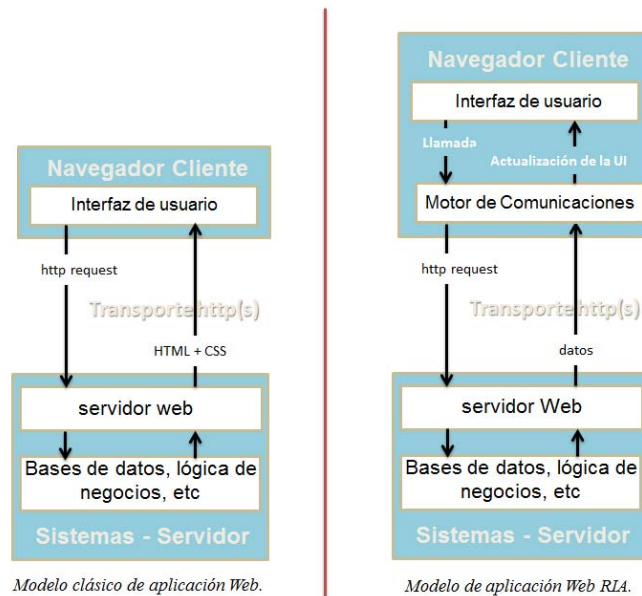 Navegador Cliente
Interfaz de usuario
http request
Transporte http(s)
HTML + CSS
servidor web
Bases de datos, lógica de
negocios, etc
Sistemas - Servidor
Modelo clásico de aplicación Web.
Navegador Cliente
Interfaz de usuario
Llamada
Actualización de la UI
Motor de Comunicaciones
http request
Transporte http(s)
datos
servidor Web
Bases de datos, lógica de
negocios, etc
Sistemas - Servidor
Modelo de aplicación Web RIA.